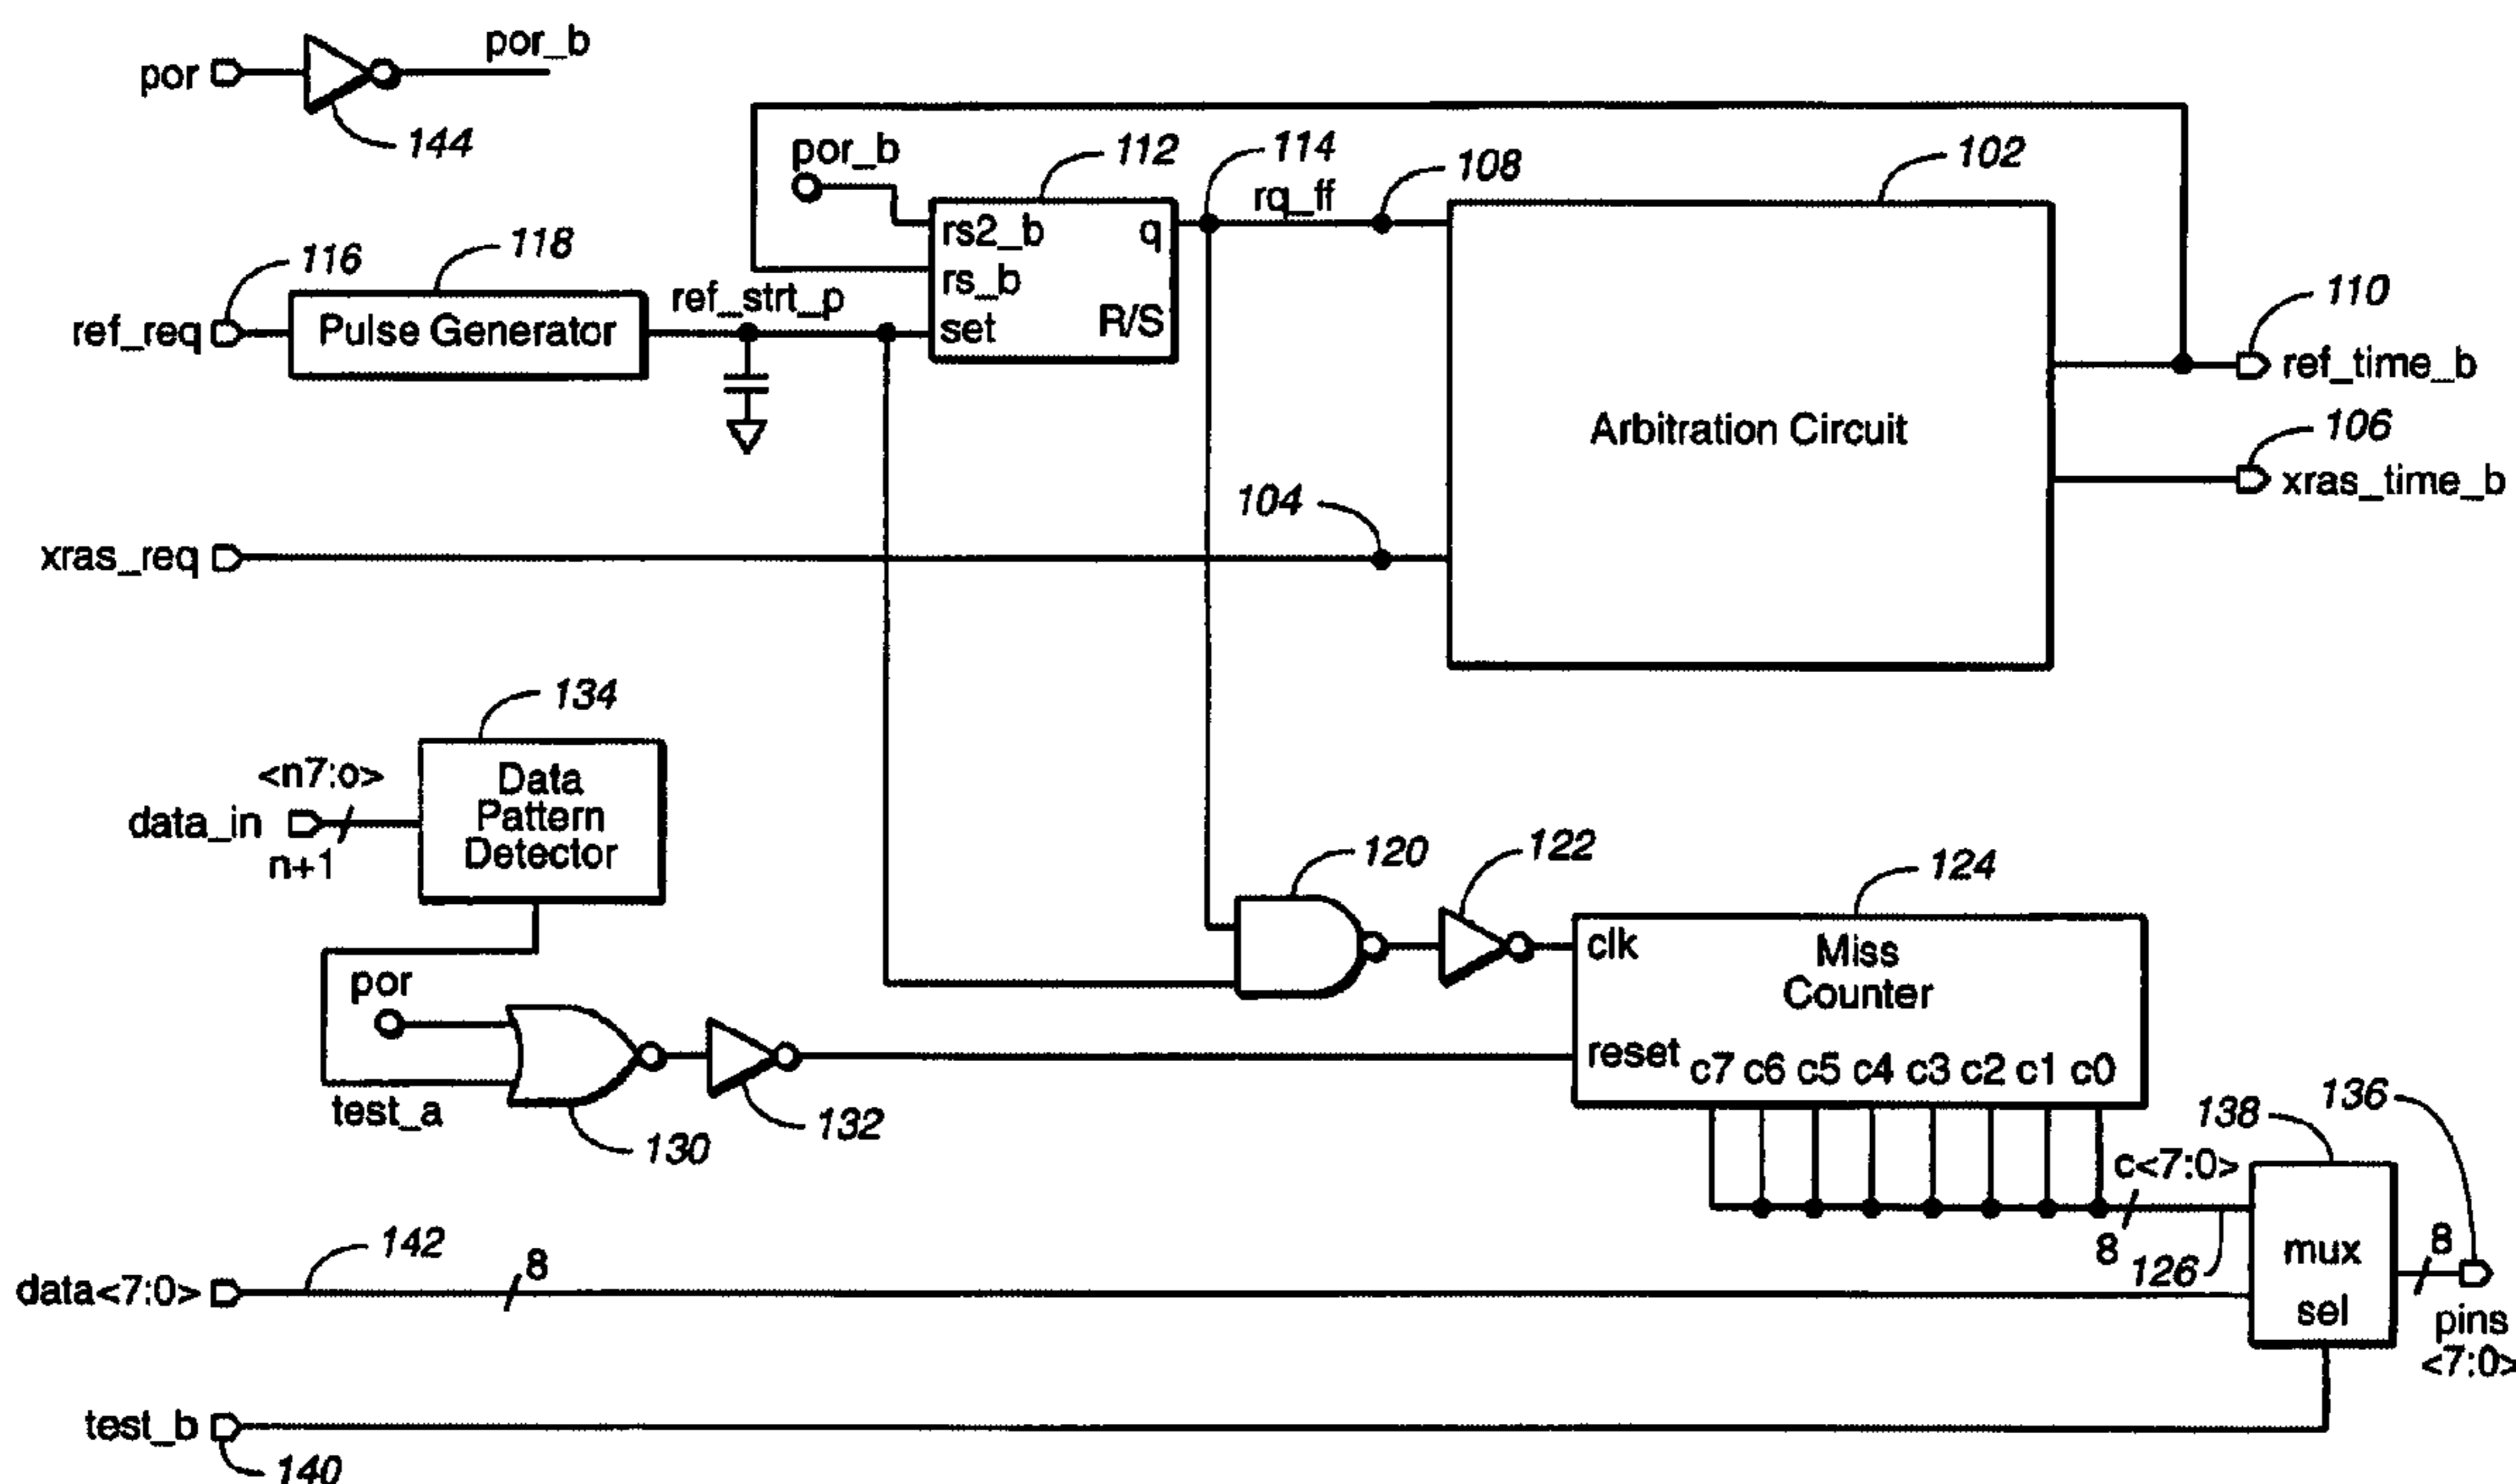 por
por_b
144
por_b
112
114
rq_ff
108
102
rs2_b
q
rs_b
set
R/S
116
118
ref_req
Pulse Generator
ref_strt_p
110
ref_time_b
Arbitration Circuit
106
xras_time_b
104
xras_req
134
<n7:o>
data_in
n+1
Data
Pattern
Detector
120
122
124
clk
Miss
Counter
reset
c7 c6 c5 c4 c3 c2 c1 c0
por
test_a
130
132
138
136
c<7:0>
8
126
mux
sel
8
pins
<7:0>
142
8
data<7:0>
test_b
140